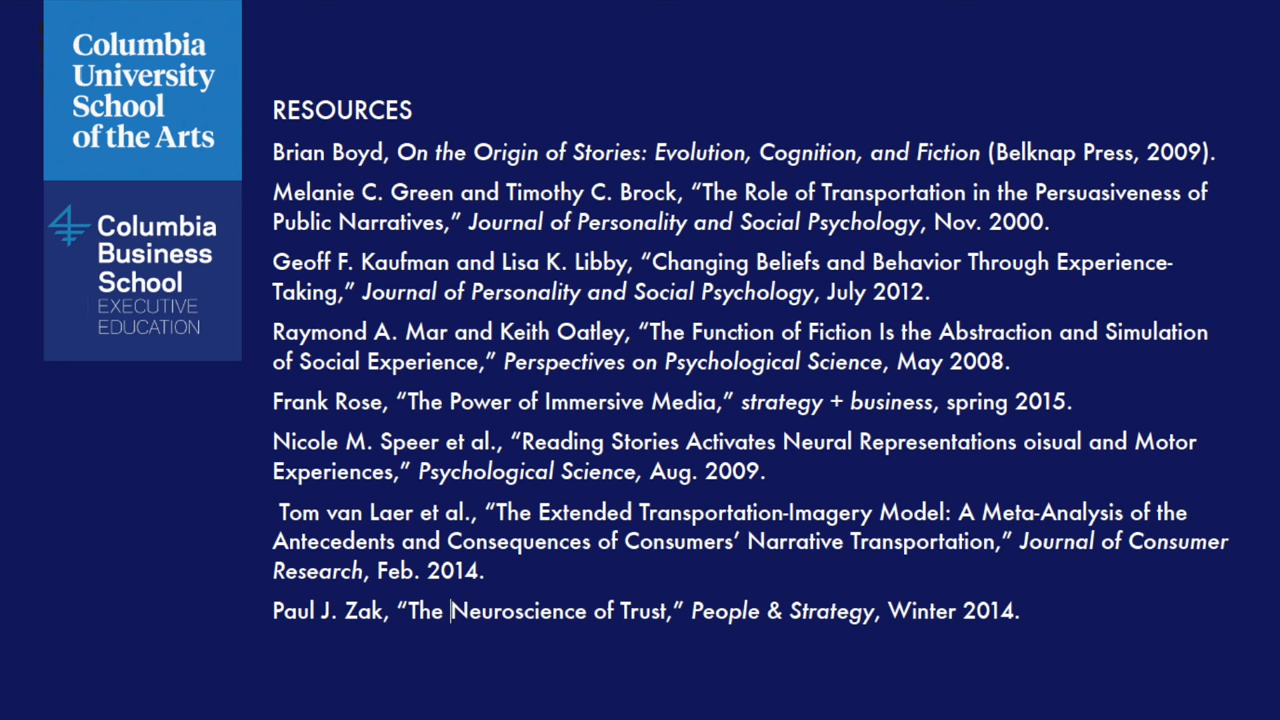 Columbia
University
School
of the Arts
Columbia
Business
School
EXECUTIVE
EDUCATION
RESOURCES
Brian Boyd, On the Origin of Stories: Evolution, Cognition, and Fiction (Belknap Press, 2009).
Melanie C. Green and Timothy C. Brock, “The Role of Transportation in the Persuasiveness of
Public Narratives,” Journal of Personality and Social Psychology, Nov. 2000.
Geoff F. Kaufman and Lisa K. Libby, “Changing Beliefs and Behavior Through Experience-
Taking,” Journal of Personality and Social Psychology, July 2012.
Raymond A. Mar and Keith Oatley, “The Function of Fiction Is the Abstraction and Simulation
of Social Experience,” Perspectives on Psychological Science, May 2008.
Frank Rose, “The Power of Immersive Media,” strategy + business, spring 2015.
Nicole M. Speer et al., “Reading Stories Activates Neural Representations oisual and Motor
Experiences,” Psychological Science, Aug. 2009.
Tom van Laer et al., “The Extended Transportation-Imagery Model: A Meta-Analysis of the
Antecedents and Consequences of Consumers’ Narrative Transportation,” Journal of Consumer
Research, Feb. 2014.
Paul J. Zak, “The Neuroscience of Trust,” People & Strategy, Winter 2014.